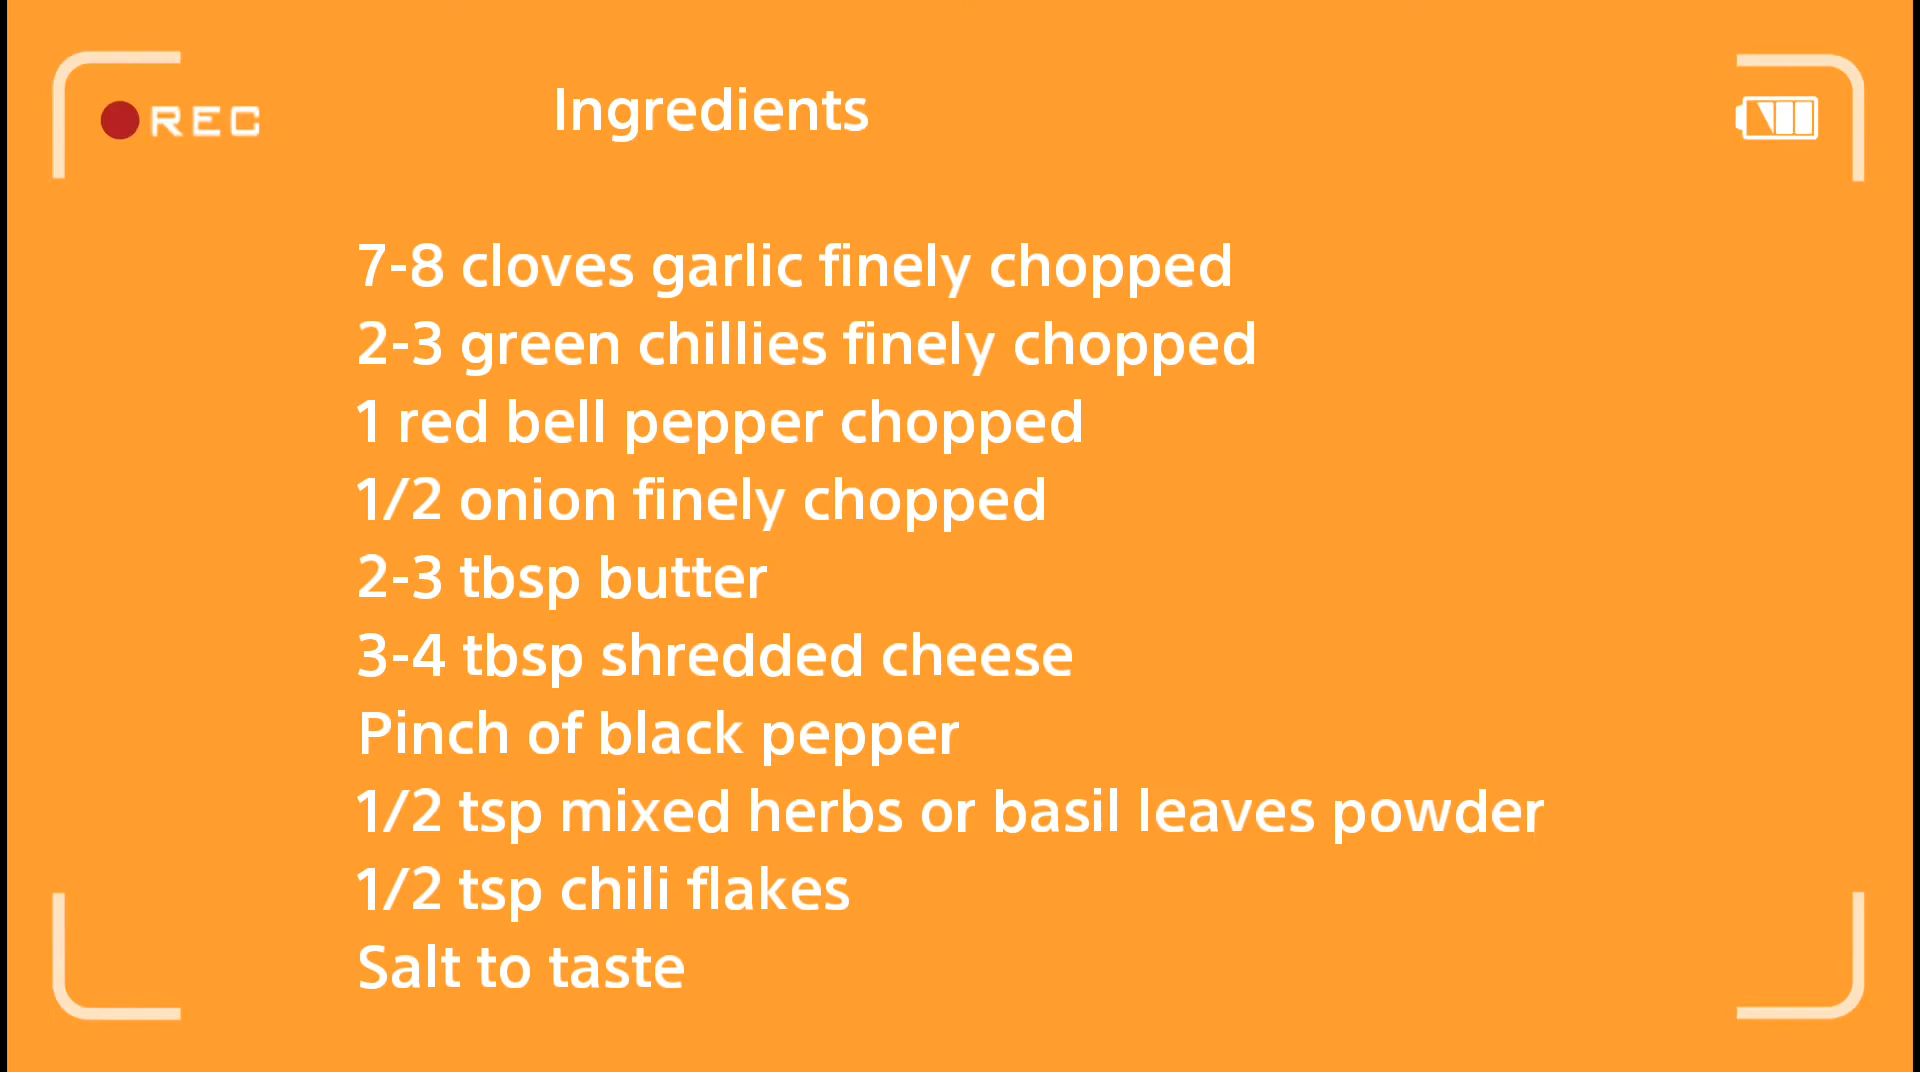 REC
Ingredients
7-8 cloves garlic finely chopped
2-3 green chillies finely chopped
1 red bell pepper chopped
1/2 onion finely chopped
2-3 tbsp butter
3-4 tbsp shredded cheese
Pinch of black pepper
1/2 tsp mixed herbs or basil leaves powder
1/2 tsp chili flakes
Salt to taste